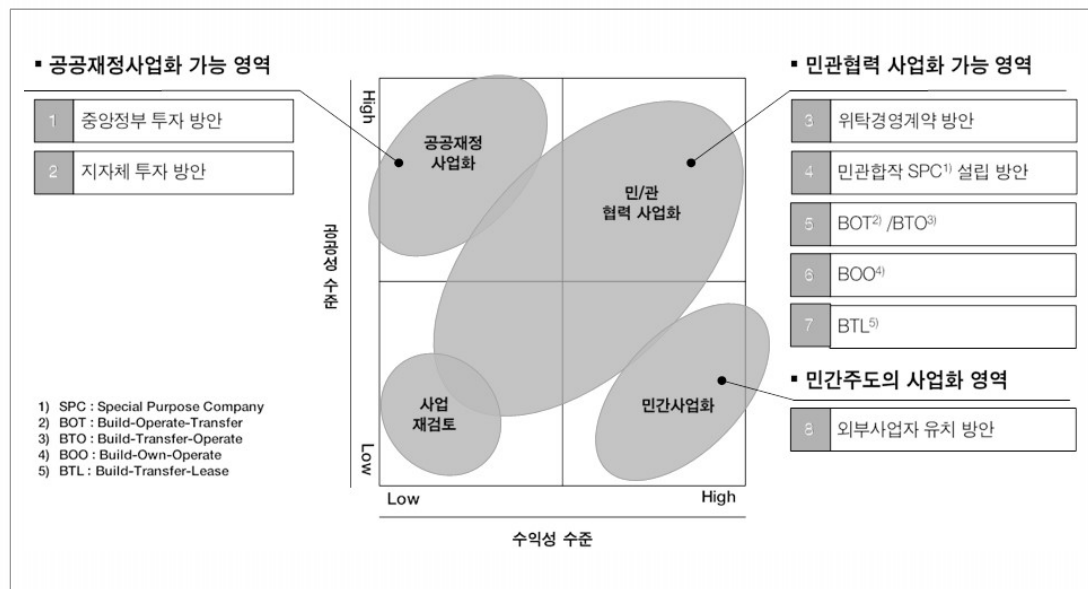 ▪ 공공재정사업화 가능 영역
1 중앙정부 투자 방안
2 지자체 투자 방안
High
공공성 수준
Low
공공재정
사업화
민/관
협력 사업화
사업
재검토
민간사업화
Low
High
수익성 수준
▪ 민관협력 사업화 가능 영역
3 위탁경영계약 방안
4 민관합작 SPC1) 설립 방안
5 BOT2) /BTO3)
6 BOO4)
7 BTL5)
▪ 민간주도의 사업화 영역
8 외부사업자 유치 방안
1) SPC : Special Purpose Company
2) BOT : Build-Operate-Transfer
3) BTO : Build-Transfer-Operate
4) BOO : Build-Own-Operate
5) BTL : Build-Transfer-Lease